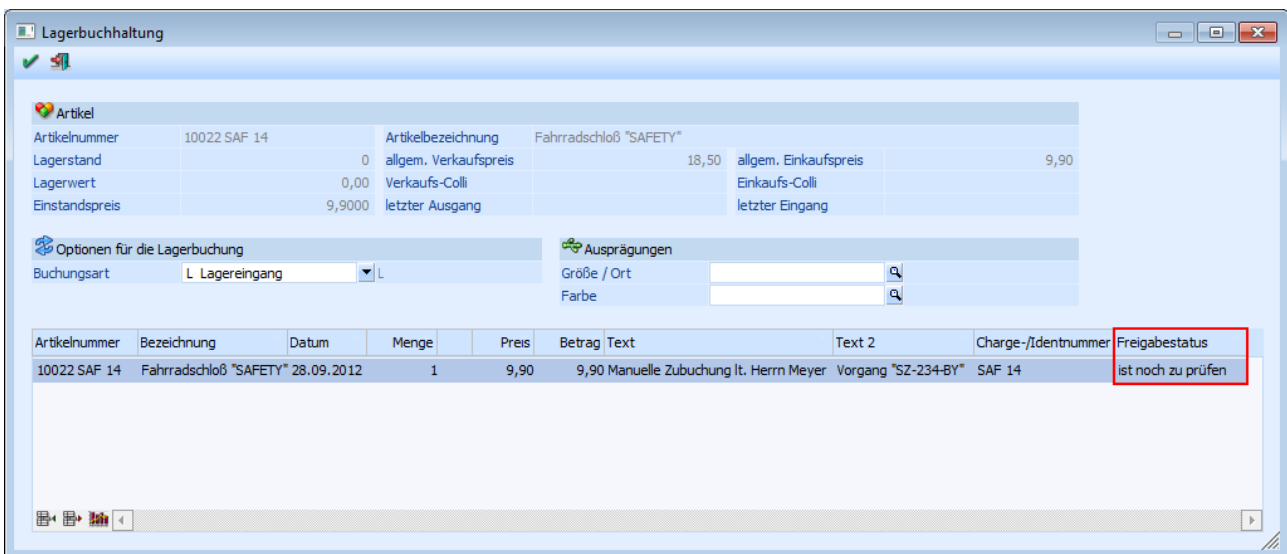 Lagerbuchhaltung
Artikel
Artikelnummer 10022 SAF 14 Artikelbezeichnung Fahrradschloß "SAFETY"
Lagerstand 0 allgem. Verkaufspreis 18,50 allgem. Einkaufspreis 9,90
Lagerwert 0,00 Verkaufs-Colli Einkaufs-Colli
Einstandspreis 9,9000 letzter Ausgang letzter Eingang
Optionen für die Lagerbuchung Ausprägungen
Buchungsart L Lagereingang L Größe / Ort
Farbe
Artikelnummer Bezeichnung Datum Menge Preis Betrag Text Text 2 Charge-/Identnummer Freigabestatus
10022 SAF 14 Fahrradschloß "SAFETY" 28.09.2012 1 9,90 9,90 Manuelle Zubuchung lt. Herrn Meyer Vorgang "SZ-234-BY" SAF 14 ist noch zu prüfen